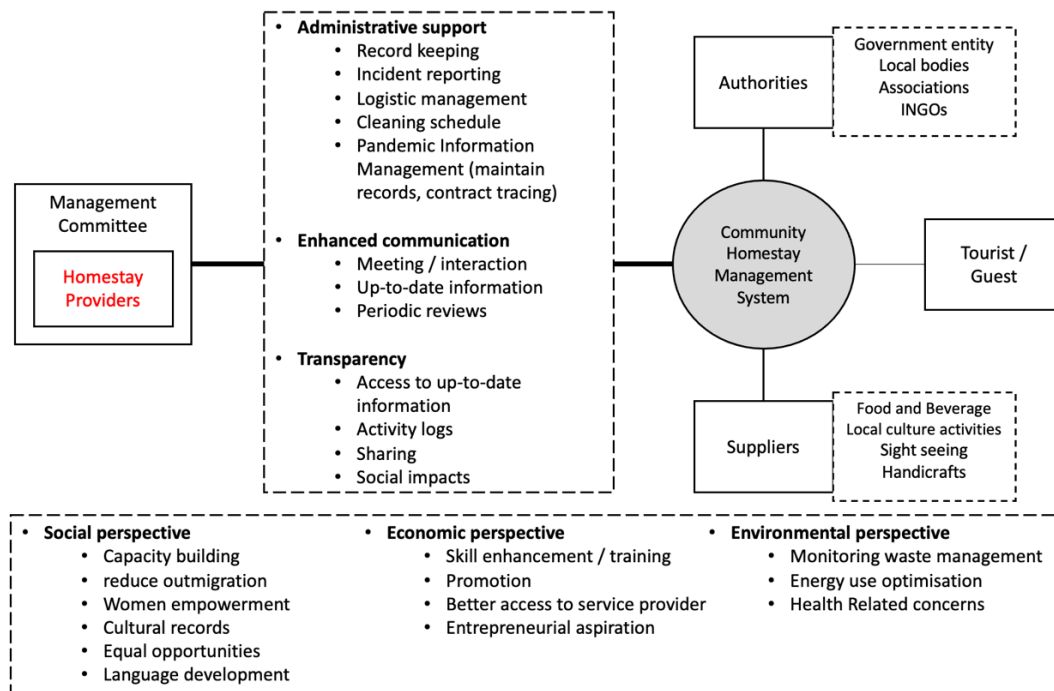 Management
Committee
Homestay
Providers
• Administrative support
• Record keeping
• Incident reporting
• Logistic management
• Cleaning schedule
• Pandemic Information
Management (maintain
records, contract tracing)
• Enhanced communication
• Meeting / interaction
• Up-to-date information
• Periodic reviews
• Transparency
• Access to up-to-date
information
• Activity logs
• Sharing
• Social impacts
Authorities
Government entity
Local bodies
Associations
INGOs
Community
Homestay
Management
System
Tourist /
Guest
Suppliers
Food and Beverage
Local culture activities
Sight seeing
Handicrafts
• Social perspective
• Capacity building
• reduce outmigration
• Women empowerment
• Cultural records
• Equal opportunities
• Language development
• Economic perspective
• Skill enhancement / training
• Promotion
• Better access to service provider
• Entrepreneurial aspiration
• Environmental perspective
• Monitoring waste management
• Energy use optimisation
• Health Related concerns